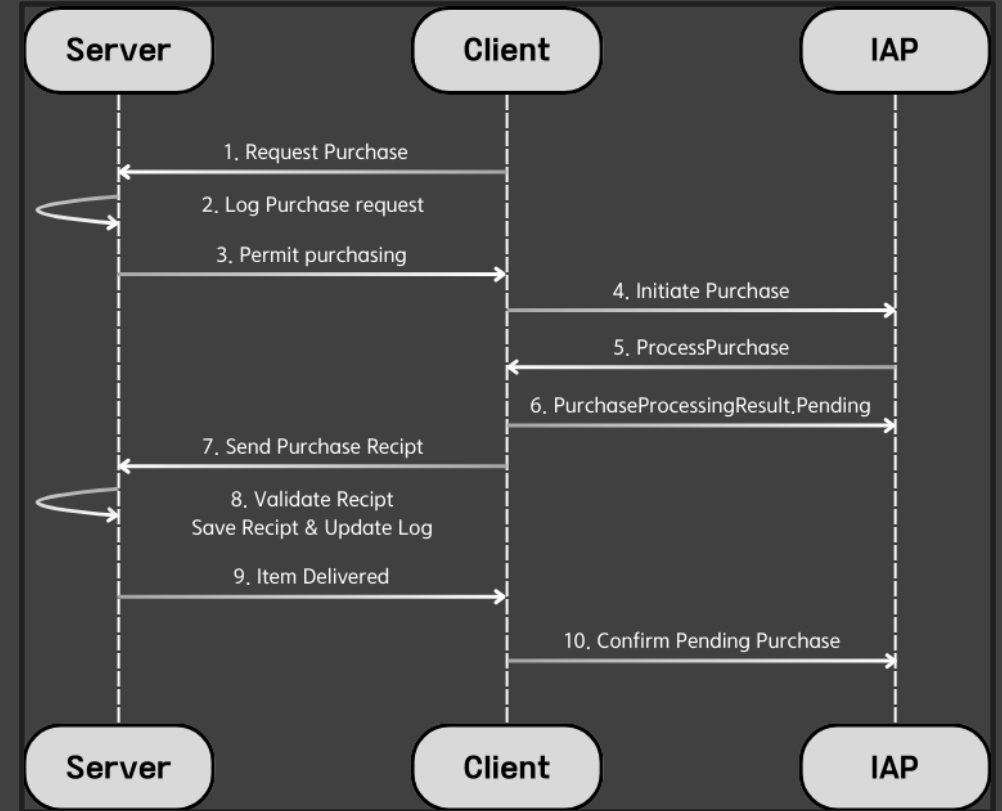 Server
Client
IAP
1. Request Purchase
2. Log Purchase request
3. Permit purchasing
4. Initiate Purchase
5. ProcessPurchase
6. PurchaseProcessingResult.Pending
7. Send Purchase Recipt
8. Validate Recipt
Save Recipt & Update Log
9. Item Delivered
10. Confirm Pending Purchase
Server
Client
IAP